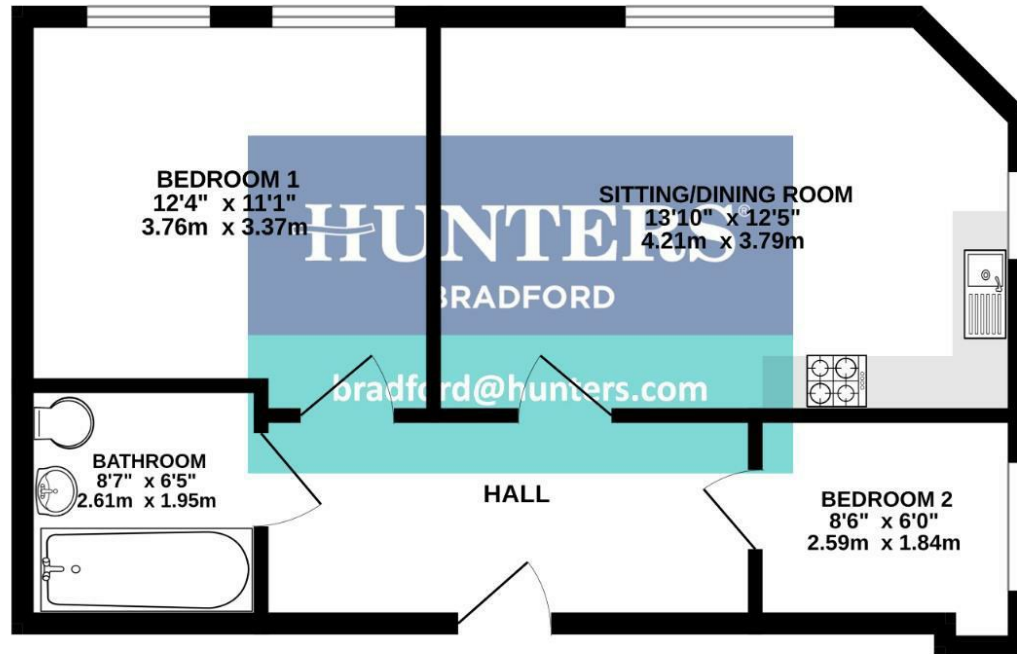 BEDROOM 1
12'4" x 11'1"
3.76m x 3.37m
SITTING/DINING ROOM
13'10" x 12'5"
4.21m x 3.79m
HUNTERS®
BRADFORD
bradford@hunters.com
BATHROOM
8'7" x 6'5"
2.61m x 1.95m
HALL
BEDROOM 2
8'6" x 6'0"
2.59m x 1.84m